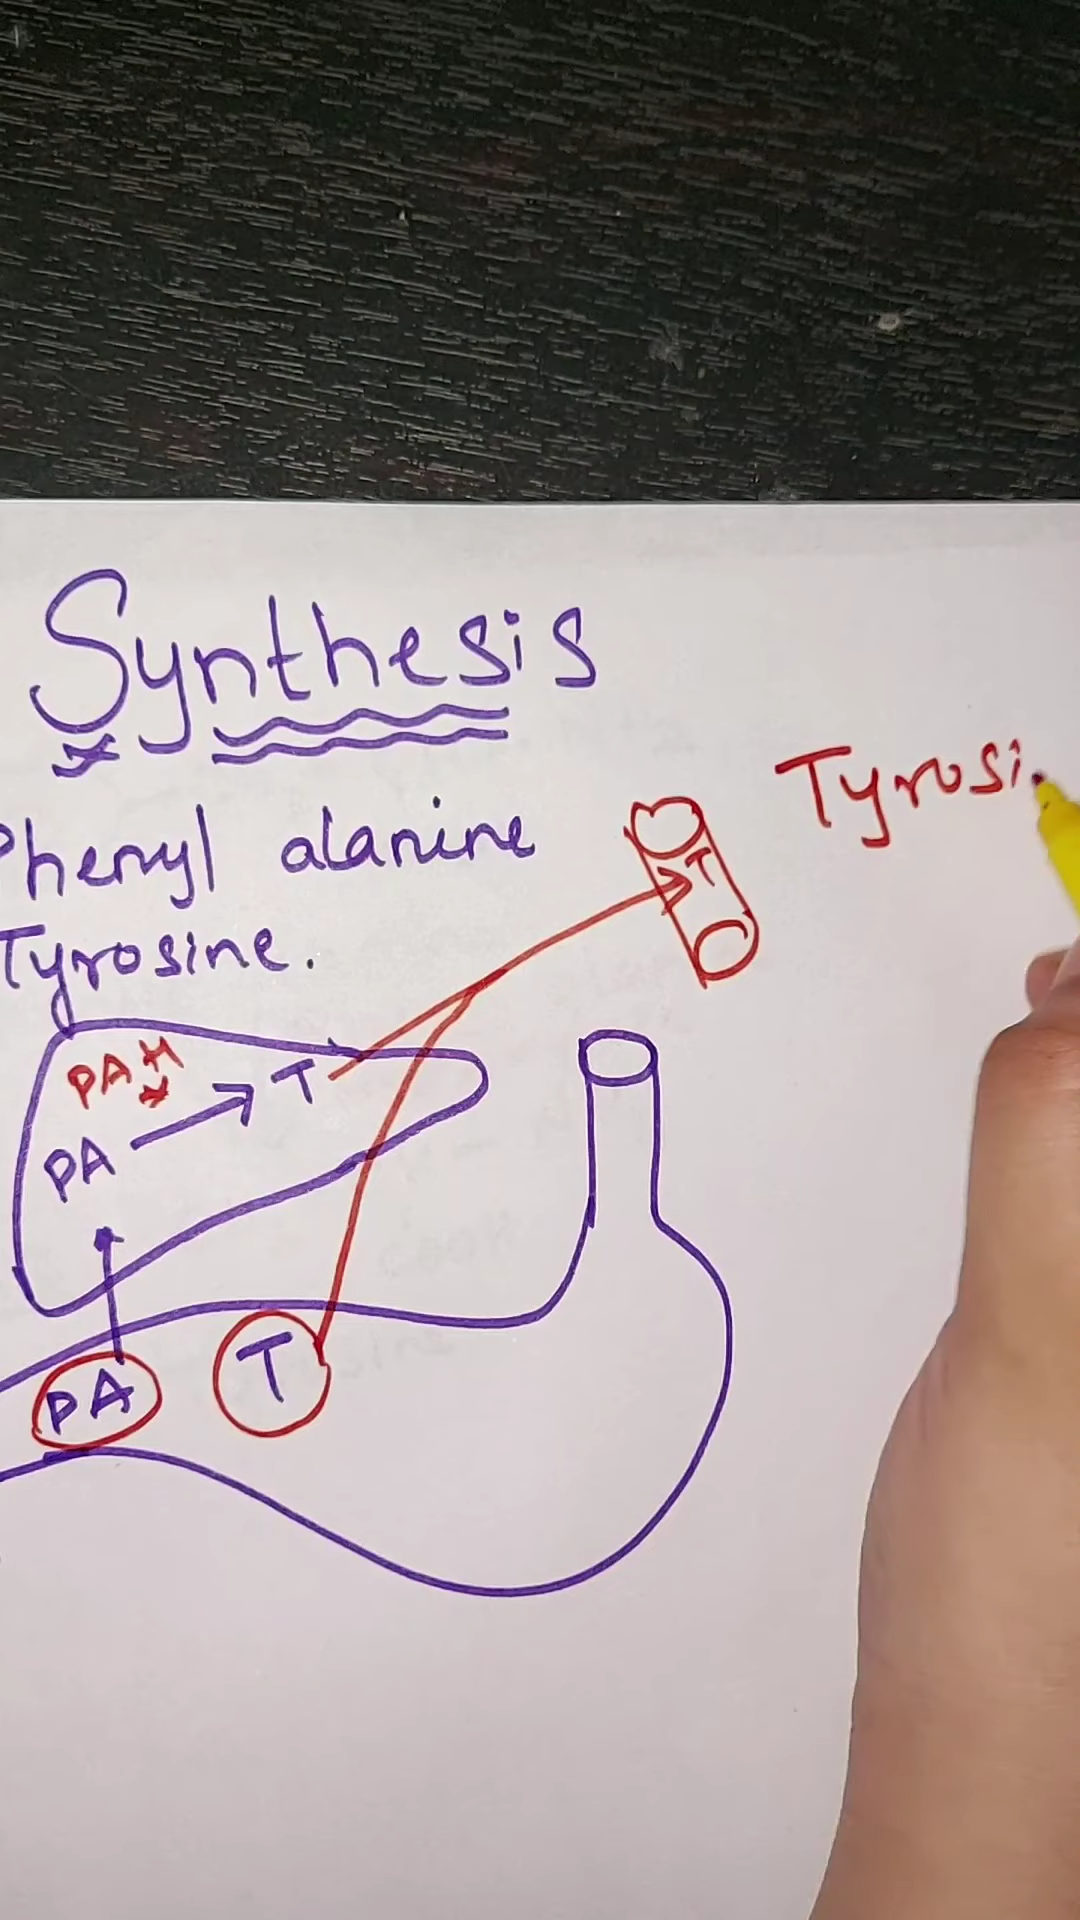 Synthesis
Tyrosi
Phenyl alanine
T
Tyrosine.
PAH
T
PA
T
PA